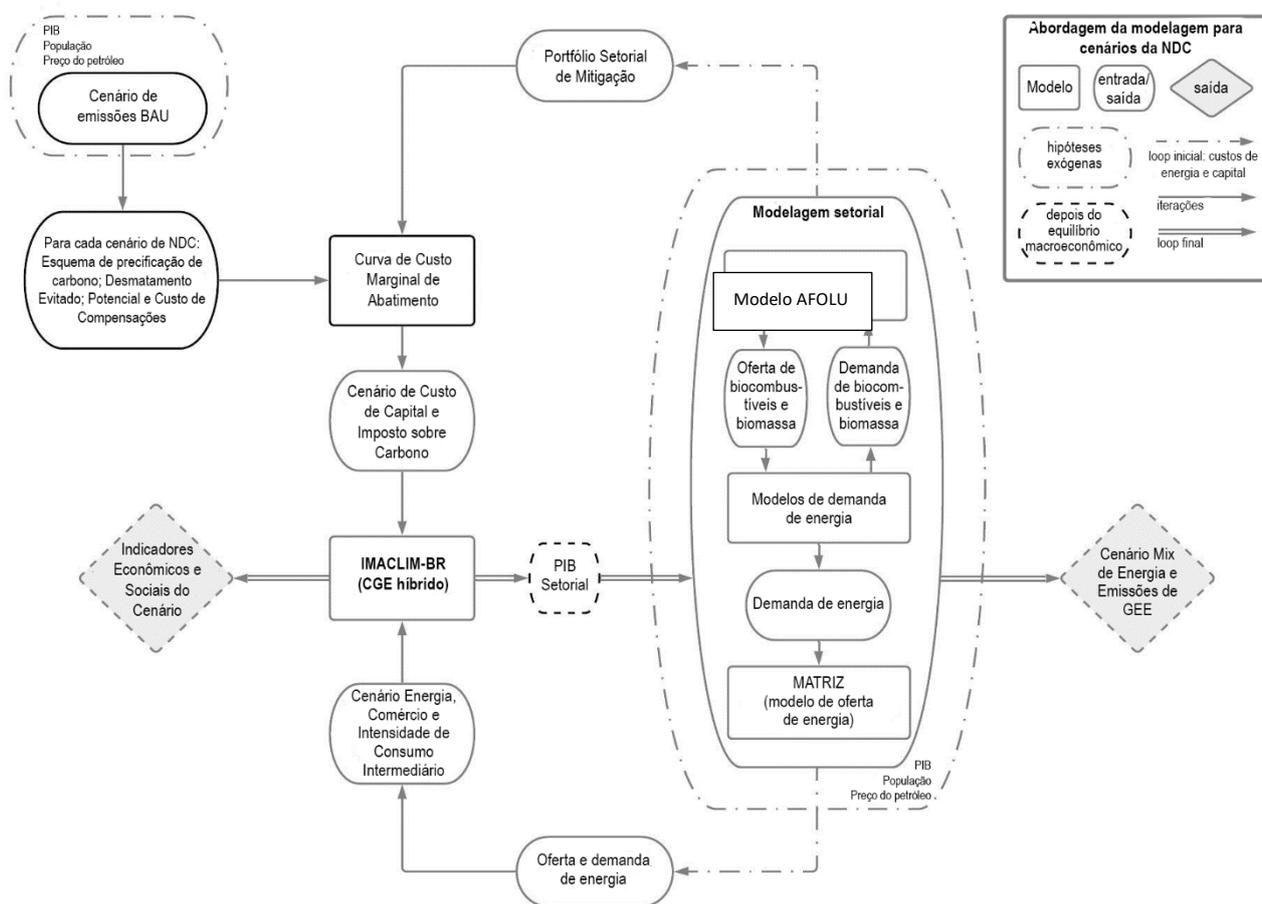 PIB
População
Preço do petróleo
Cenário de
emissões BAU
Para cada cenário de NDC:
Esquema de precificação de
carbono; Desmatamento
Evitado; Potencial e Custo de
Compensações
Portfólio Setorial
de Mitigação
Curva de Custo
Marginal de
Abatimento
Cenário de Custo
de Capital e
Imposto sobre
Carbono
Indicadores
Econômicos e
Sociais do
Cenário
IMACLIM-BR
(CGE híbrido)
PIB
Setorial
Cenário Energia,
Comércio e
Intensidade de
Consumo
Intermediário
Oferta e demanda
de energia
Modelagem setorial
Modelo AFOLU
Oferta de
biocombus-
tíveis e
biomassa
Demanda
de biocom-
bustíveis e
biomassa
Modelos de demanda
de energia
Demanda de energia
MATRIZ
(modelo de oferta
de energia)
PIB
População
Preço do petróleo
Cenário Mix
de Energia e
Emissões de
GEE
Abordagem da modelagem para
cenários da NDC
Modelo
entrada/
saída
saída
hipóteses
exógenas
loop inicial: custos de
energia e capital
iterações
depois do
equilíbrio
macroeconômico
loop final